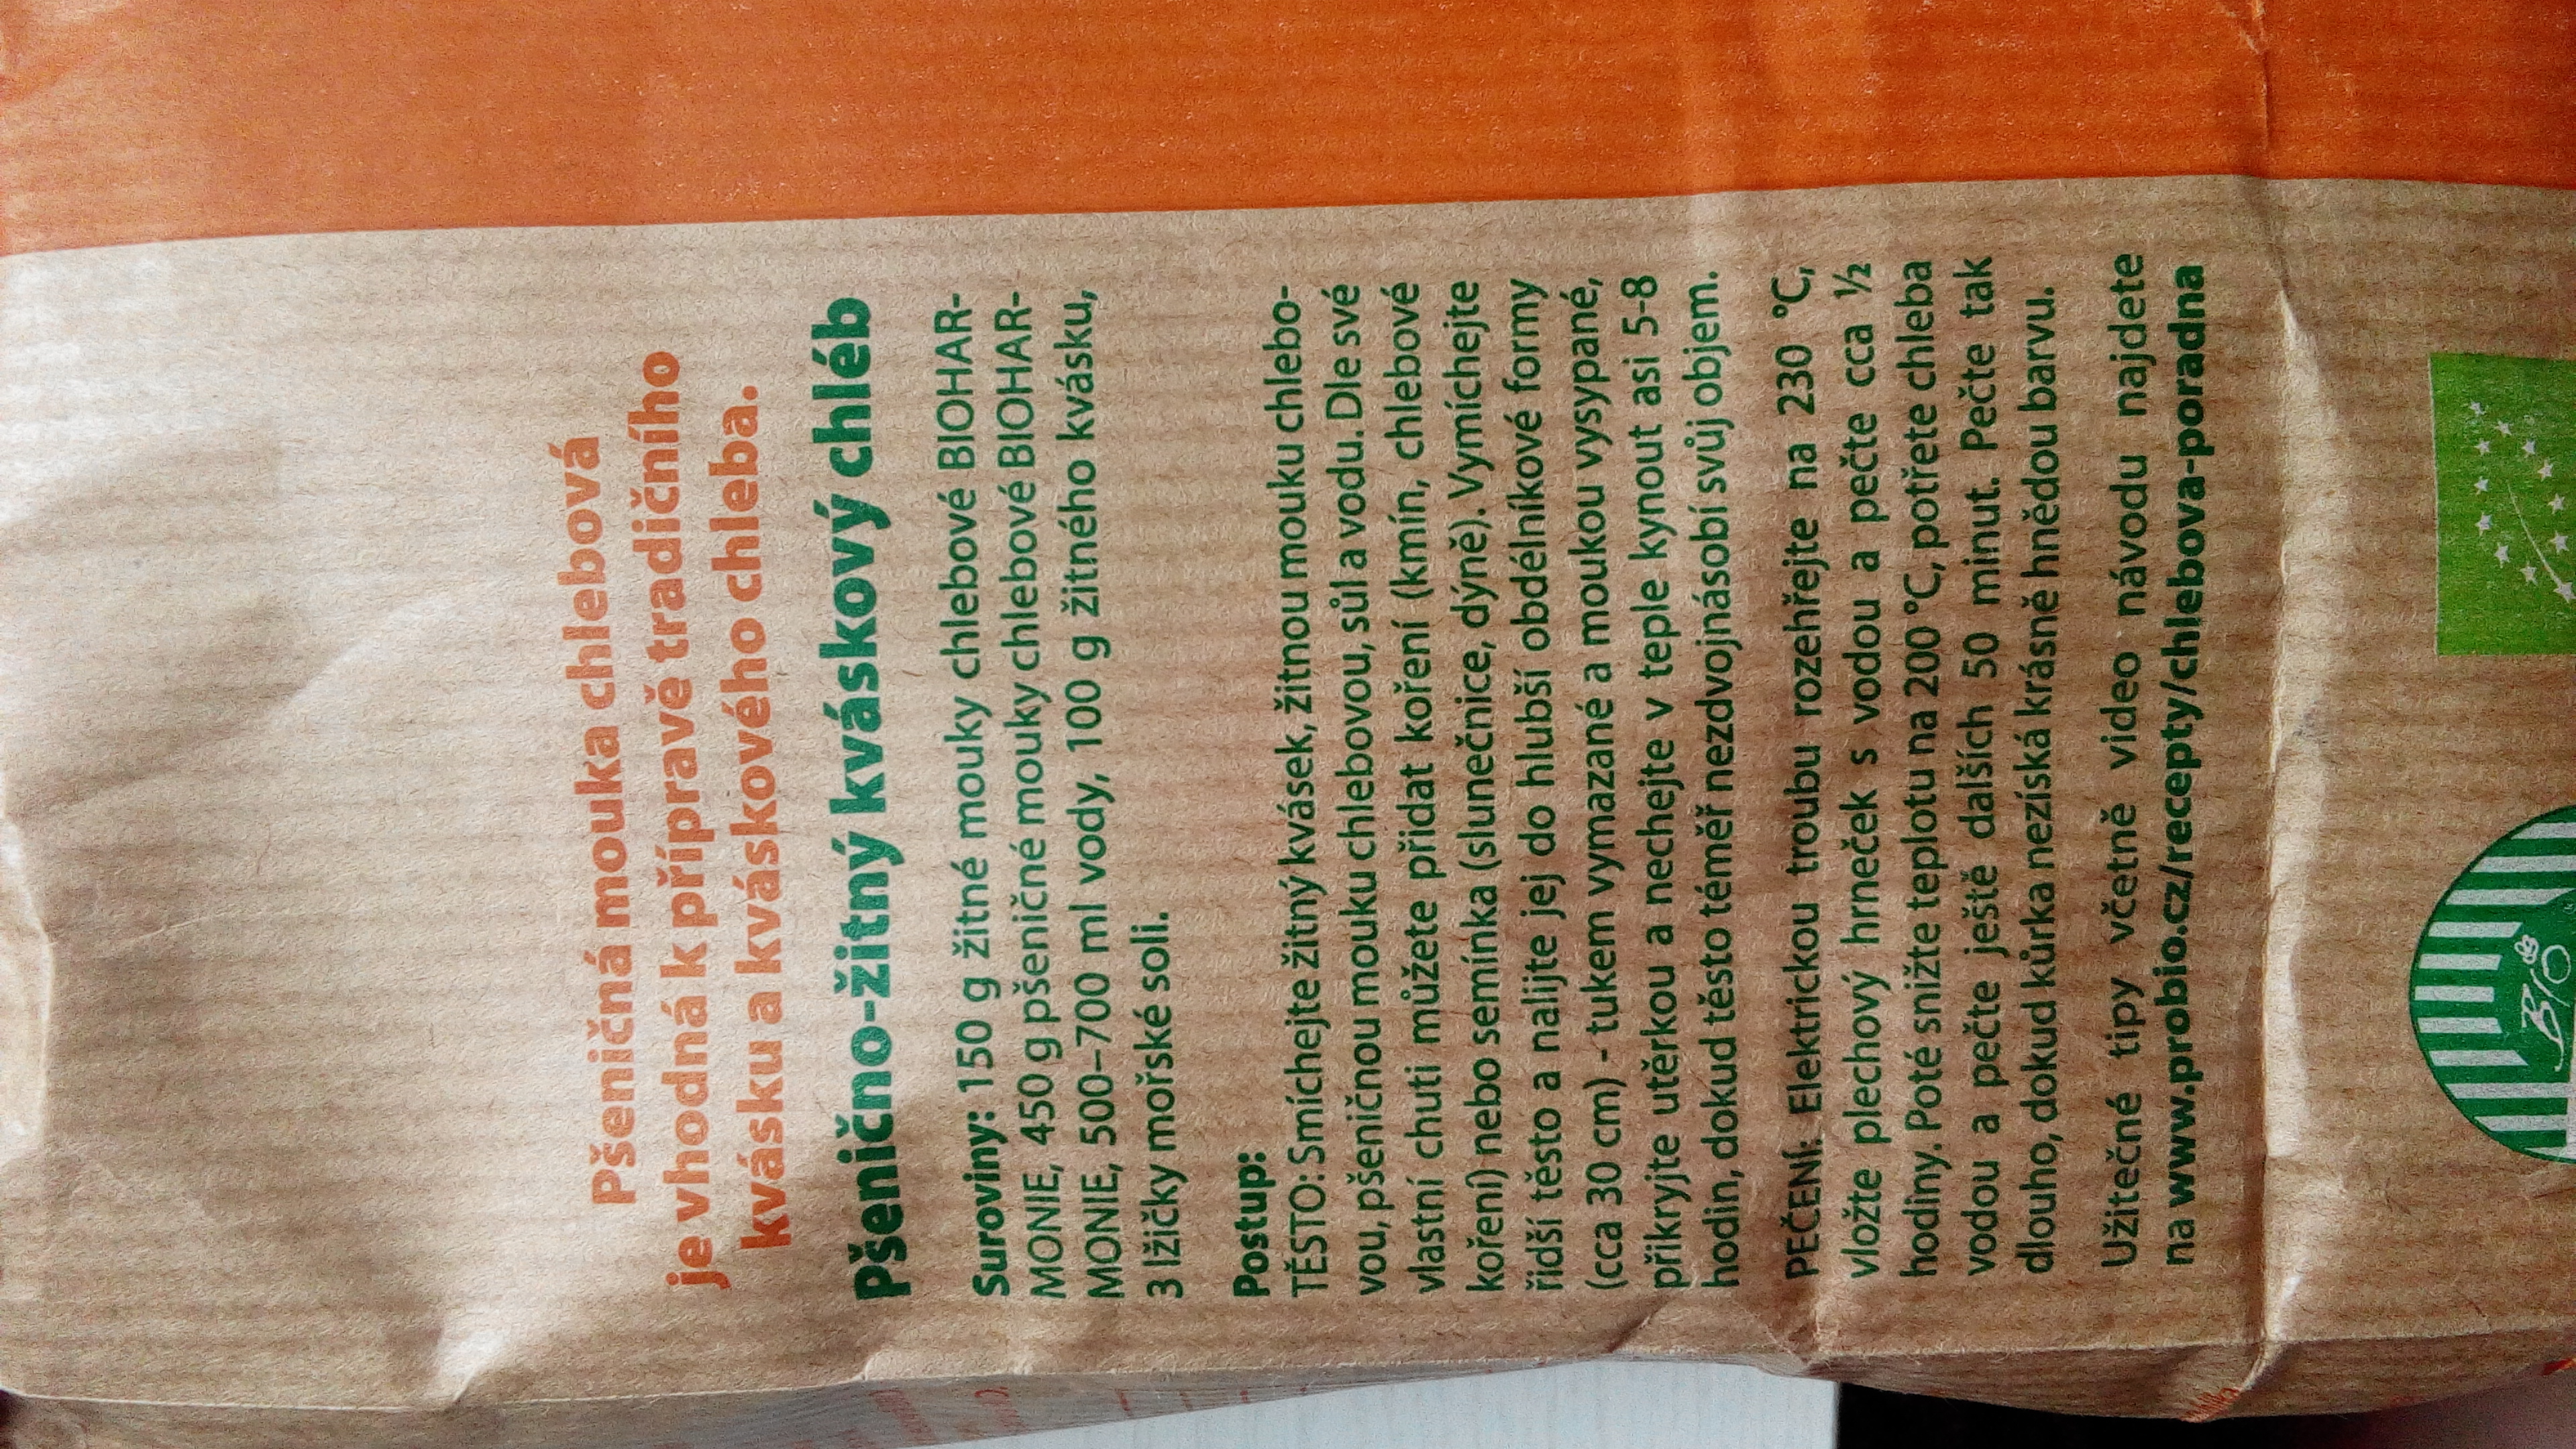 Pšeničná mouka chlebová
je vhodná k přípravě tradičního
kvásku a kváskového chleba.
Pšenično-žitný kváskový chléb
Suroviny: 150 g žitné mouky chlebové BIOHAR-
MONIE, 450 g pšeničné mouky chlebové BIOHAR-
MONIE, 500–700 ml vody, 100 g žitného kvásku,
3 lžičky mořské soli.
Postup:
TĚSTO: Smíchejte žitný kvásek, žitnou mouku chlebo-
vou, pšeničnou mouku chlebovou, sůl a vodu. Dle své
vlastní chuti můžete přidat koření (kmín, chlebové
koření) nebo semínka (slunečnice, dýně). Vymíchejte
řidší těsto a nalijte jej do hlubší obdélníkové formy
(cca 30 cm) - tukem vymazané a moukou vysypané,
přikryjte utěrkou a nechejte v teple kynout asi 5-8
hodin, dokud těsto téměř nezdvojnásobí svůj objem.
PEČENÍ: Elektrickou troubu rozehřejte na 230 °C,
vložte plechový hrneček s vodou a pečte cca ½
hodiny. Poté snižte teplotu na 200 °C, potřete chleba
vodou a pečte ještě dalších 50 minut. Pečte tak
dlouho, dokud kůrka nezíská krásně hnědou barvu.
Užitečné tipy včetně video návodu najdete
na www.probio.cz/recepty/chlebova-poradna
BIO